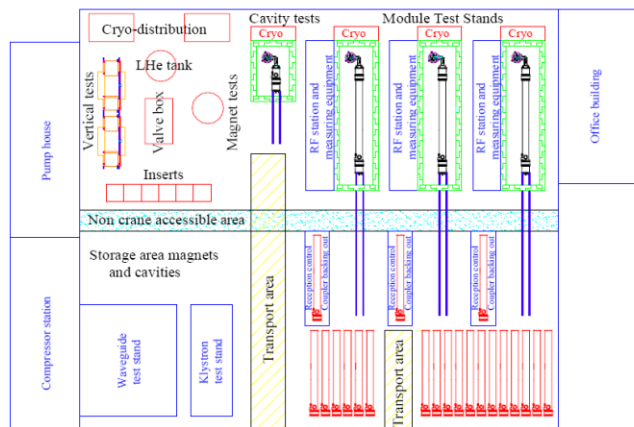 Cryo-distribution
Cavity tests
Module Test Stands
Cryo
Cryo
Cryo
Cryo
LHe tank
Vertical tests
Valve box
Magnet tests
RF station and
measuring equipment
RF station and
measuring equipment
RF station and
measuring equipment
Office building
Pump house
Inserts
Non crane accessible area
Storage area magnets
and cavities
Reception control
Coupler backing out
Reception control
Coupler backing out
Reception control
Coupler backing out
Compressor station
Waveguide
test stand
Klystron
test stand
Transport area
Transport area